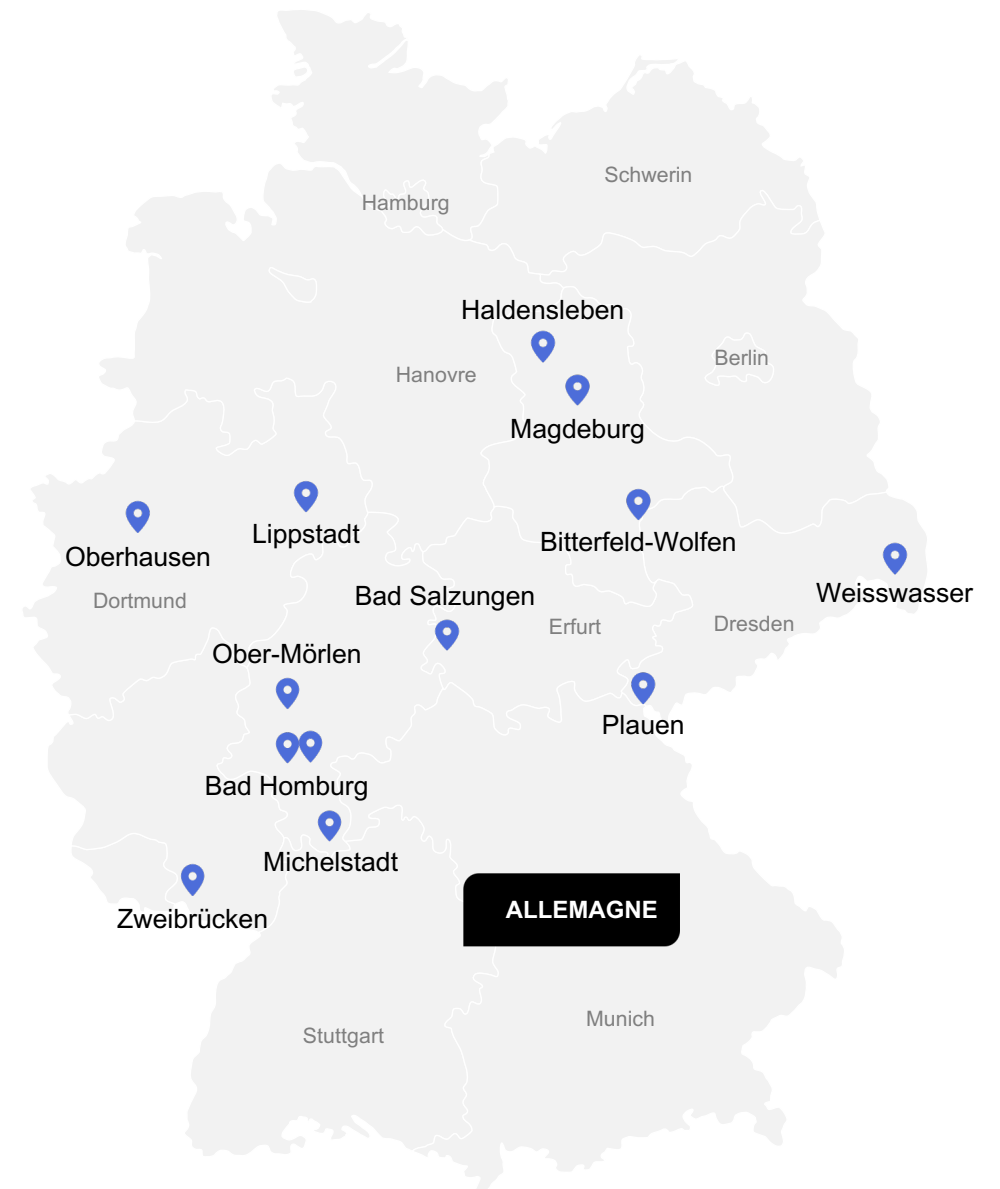 Schwerin
Hamburg
Haldensleben
Berlin
Hanovre
Magdeburg
Lippstadt
Bitterfeld-Wolfen
Oberhausen
Weisswasser
Bad Salzungen
Dortmund
Erfurt
Dresden
Ober-Mörlen
Plauen
Bad Homburg
Michelstadt
ALLEMAGNE
Zweibrücken
Munich
Stuttgart